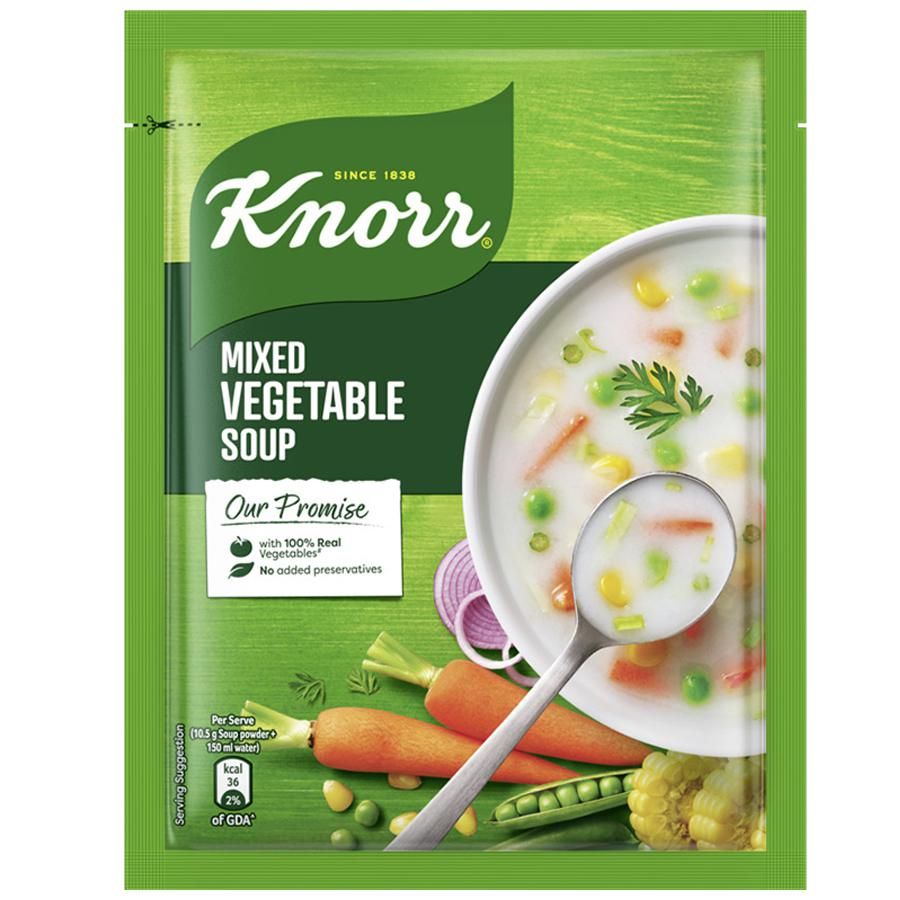 SINCE 1838
Knorr®
MIXED
VEGETABLE
SOUP
Our Promise
with 100% Real
Vegetables#
No added preservatives
Per Serve
(10.5 g Soup powder +
150 ml water)
kcal
36
2%
of GDA^
Serving Suggestion